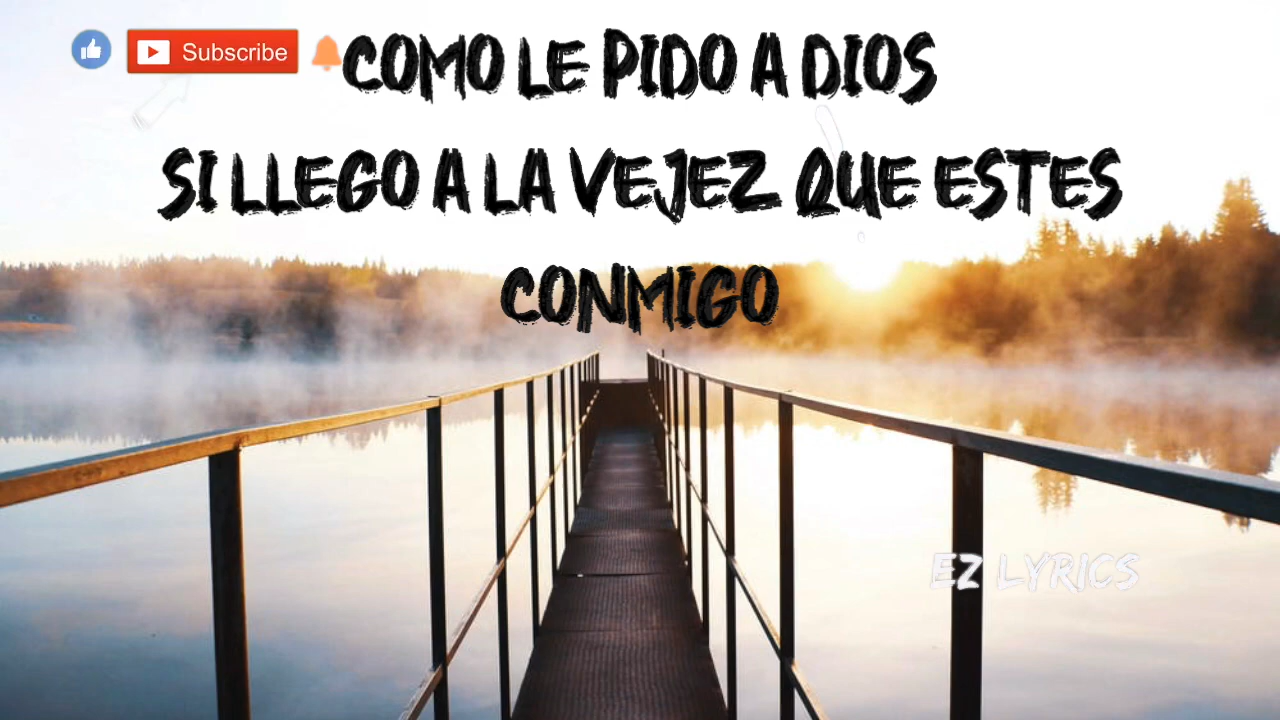 Subscribe
COMO LE PIDO A DIOS
SI LLEGO A LA VEJEZ QUE ESTES
CONMIGO
EZ LYRICS